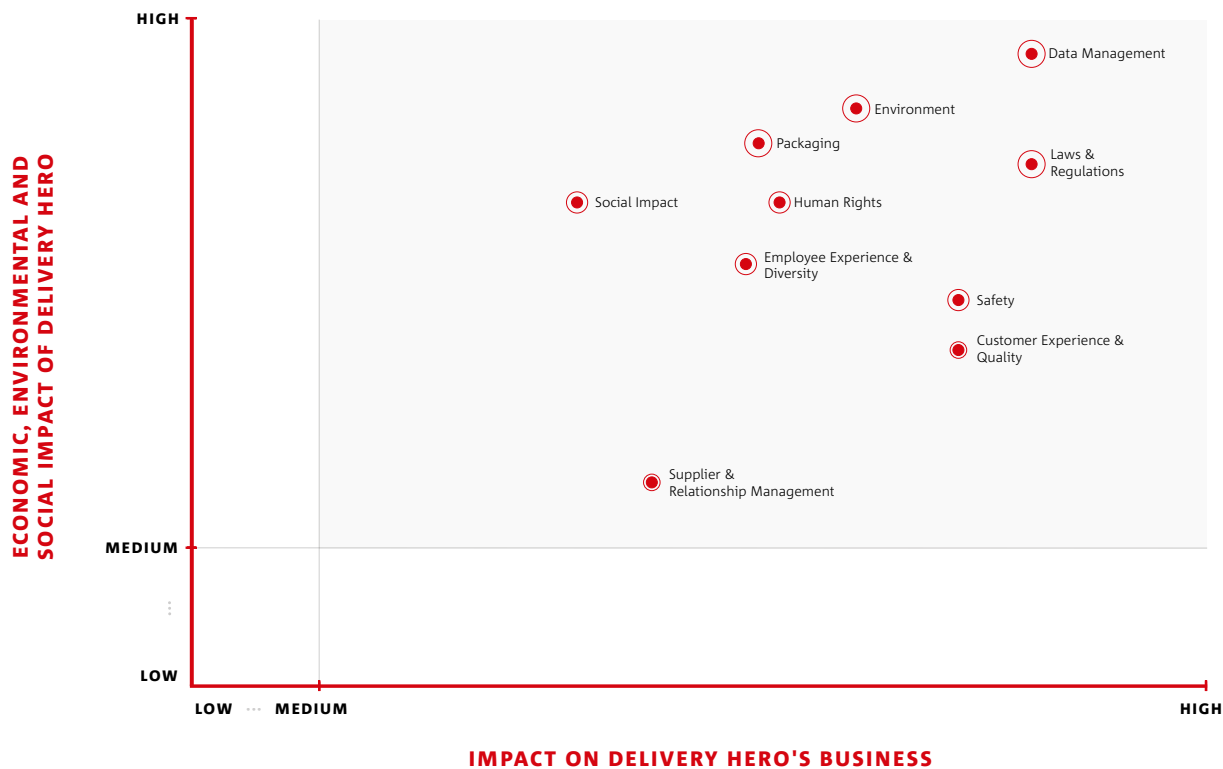 HIGH
Data Management
Environment
Packaging
Laws &
Regulations
Social Impact
Human Rights
Employee Experience &
Diversity
Safety
Customer Experience &
Quality
Supplier &
Relationship Management
ECONOMIC, ENVIRONMENTAL AND
SOCIAL IMPACT OF DELIVERY HERO
MEDIUM
LOW
LOW ... MEDIUM
HIGH
IMPACT ON DELIVERY HERO'S BUSINESS